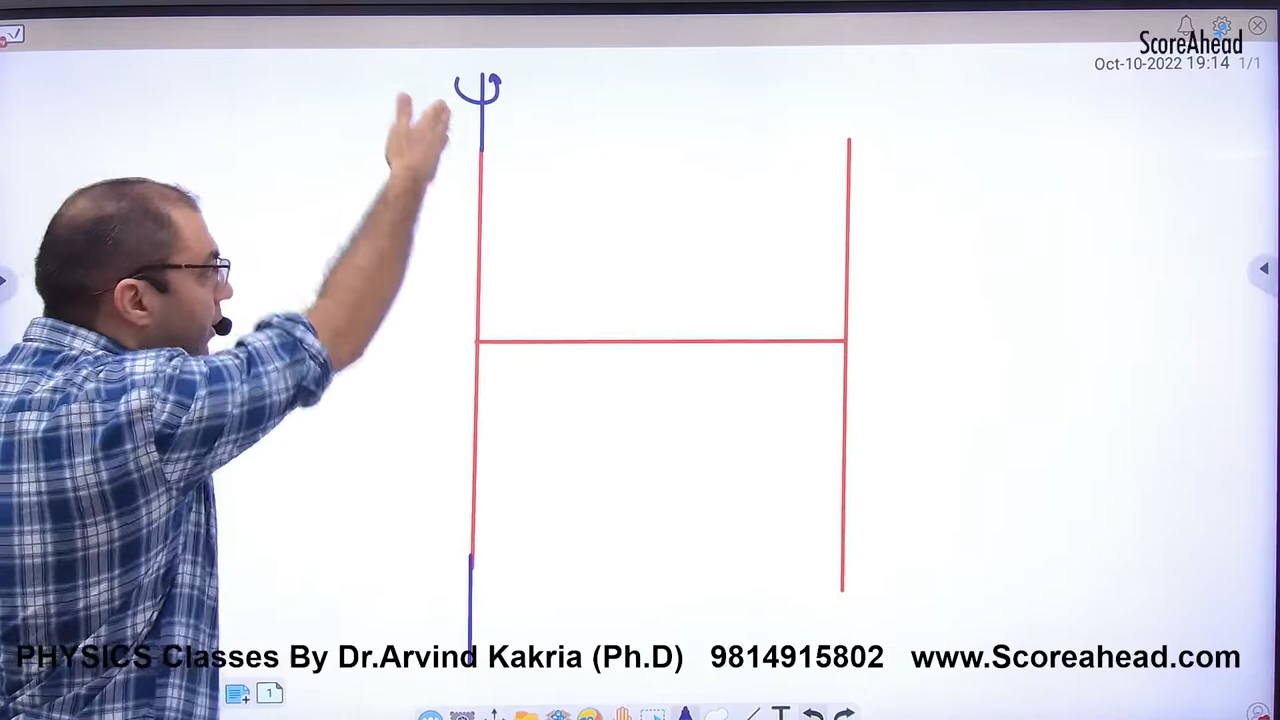 ScoreAhead
Oct-10-2022 19:14 1/1
PHYSICS Classes By Dr.Arvind Kakria (Ph.D) 9814915802 www.Scoreahead.com
1
T